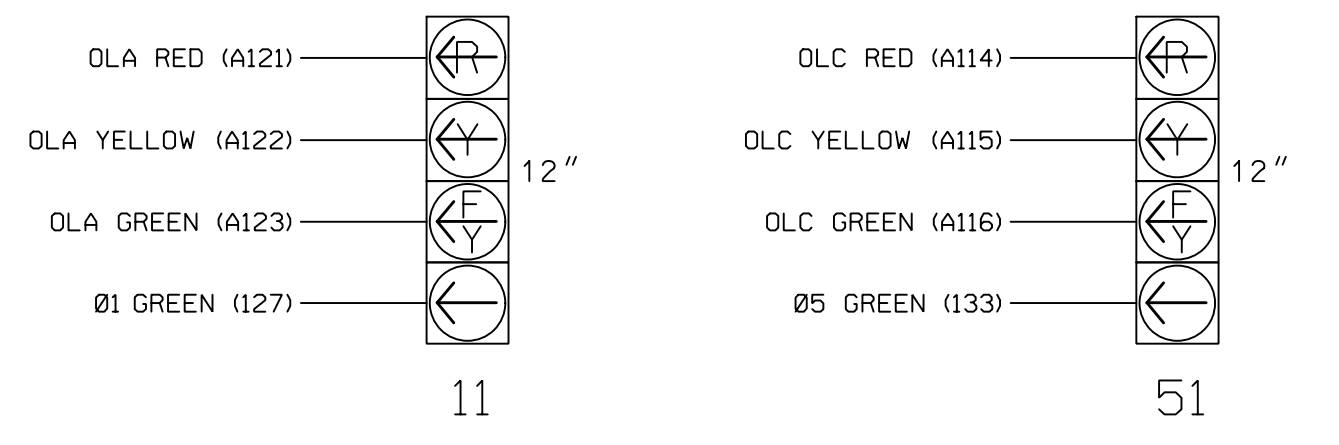 OLA RED (A121)
R
OLA YELLOW (A122)
Y
12"
OLA GREEN (A123)
F
Y
Ø1 GREEN (127)
11
OLC RED (A114)
R
OLC YELLOW (A115)
Y
12"
OLC GREEN (A116)
F
Y
Ø5 GREEN (133)
51